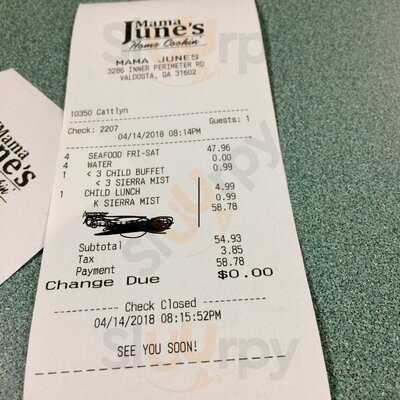 Mama
June's
Home Cookin'
MAMA JUNES
3286 INNER PERIMETER RD
VALDOSTA, GA 31602
10350 Caitlyn
Check: 2207 Guests: 1
04/14/2018 08:14PM
4 SEAFOOD FRI-SAT 47.96
4 WATER 0.00
1 < 3 CHILD BUFFET 0.99
< 3 SIERRA MIST
1 CHILD LUNCH 4.99
K SIERRA MIST 0.99
58.78
Subtotal 54.93
Tax 3.85
Payment 58.78
Change Due $0.00
Check Closed
04/14/2018 08:15:52PM
SEE YOU SOON!
Mama
June's